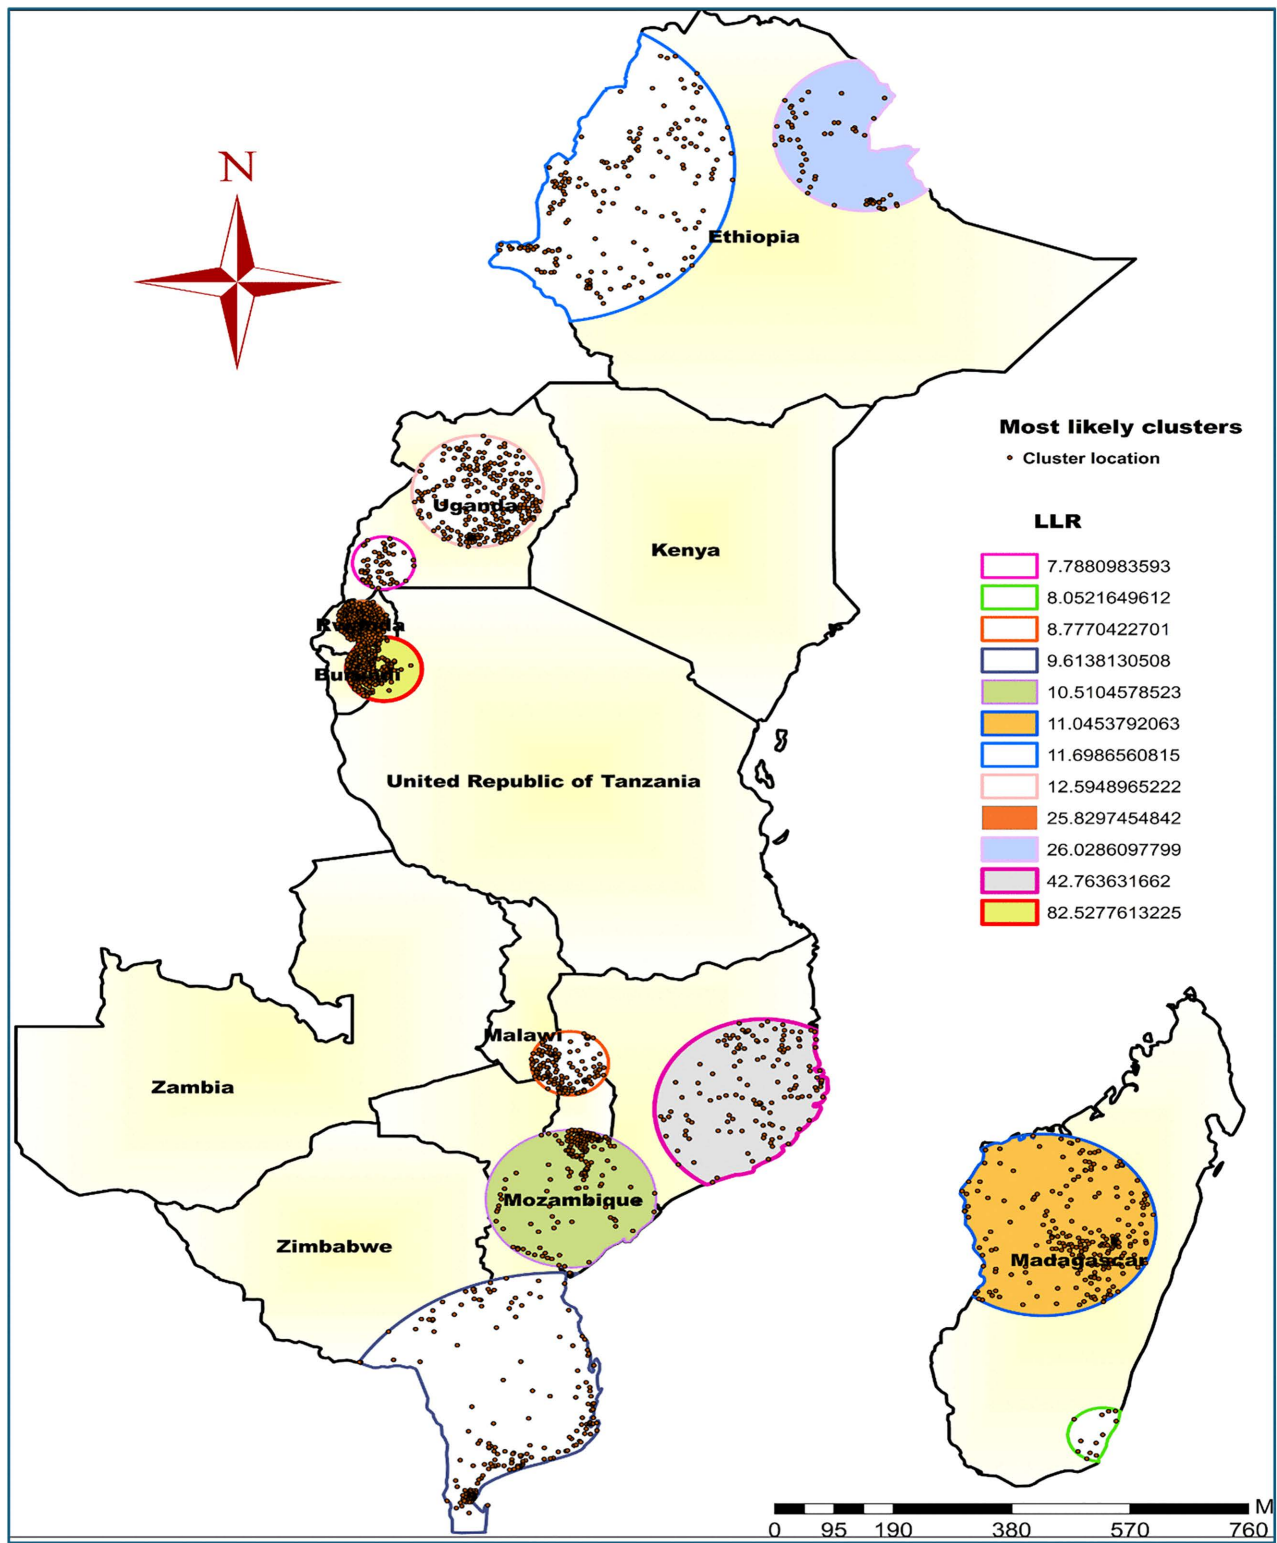 N
Ethiopia
Most likely clusters
Cluster location
LLR
Uganda
Kenya
7.7880983593
8.0521649612
8.7770422701
9.6138130508
10.5104578523
11.0453792063
11.6986560815
12.5948965222
25.8297454842
26.0286097799
42.763631662
82.5277613225
Rwanda
Burundi
United Republic of Tanzania
Malawi
Zambia
Mozambique
Zimbabwe
Madagascar
M
0 95 190 380 570 760